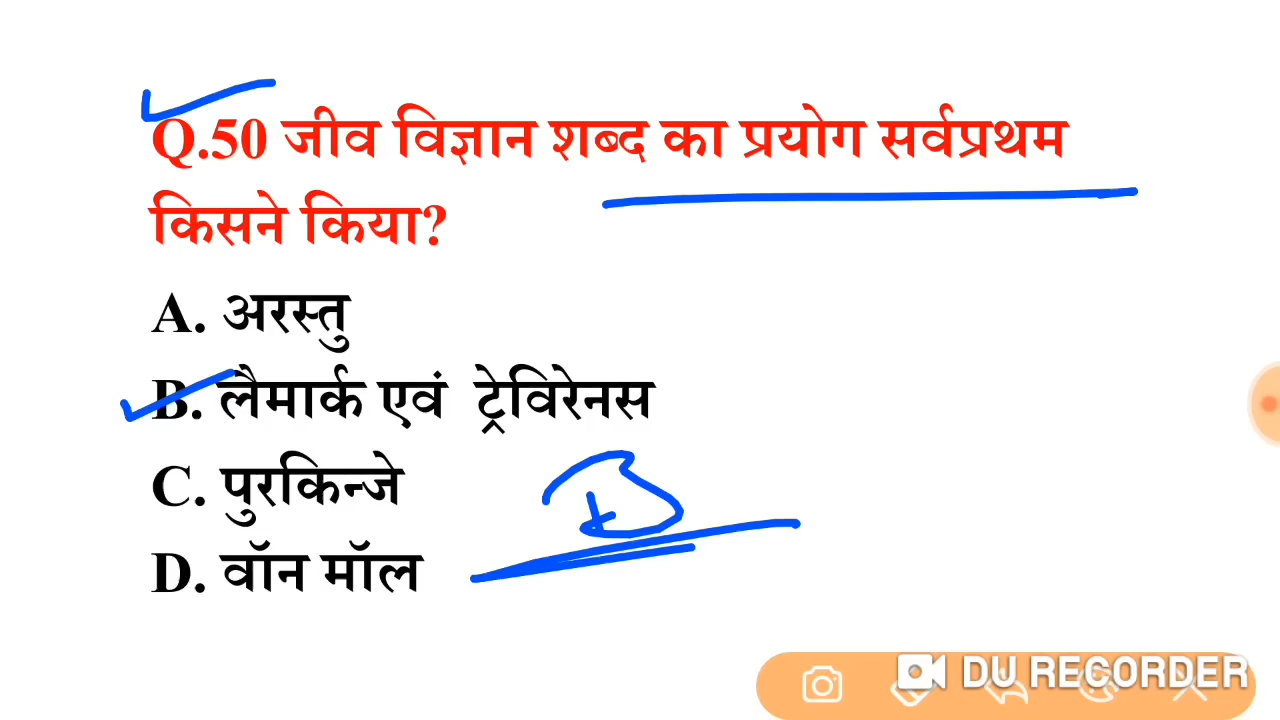 Q.50 जीव विज्ञान शब्द का प्रयोग सर्वप्रथम
किसने किया?
A. अरस्तु
B. लैमार्क एवं ट्रेविरेनस
C. पुरकिन्जे
D. वॉन मॉल
B
DU RECORDER